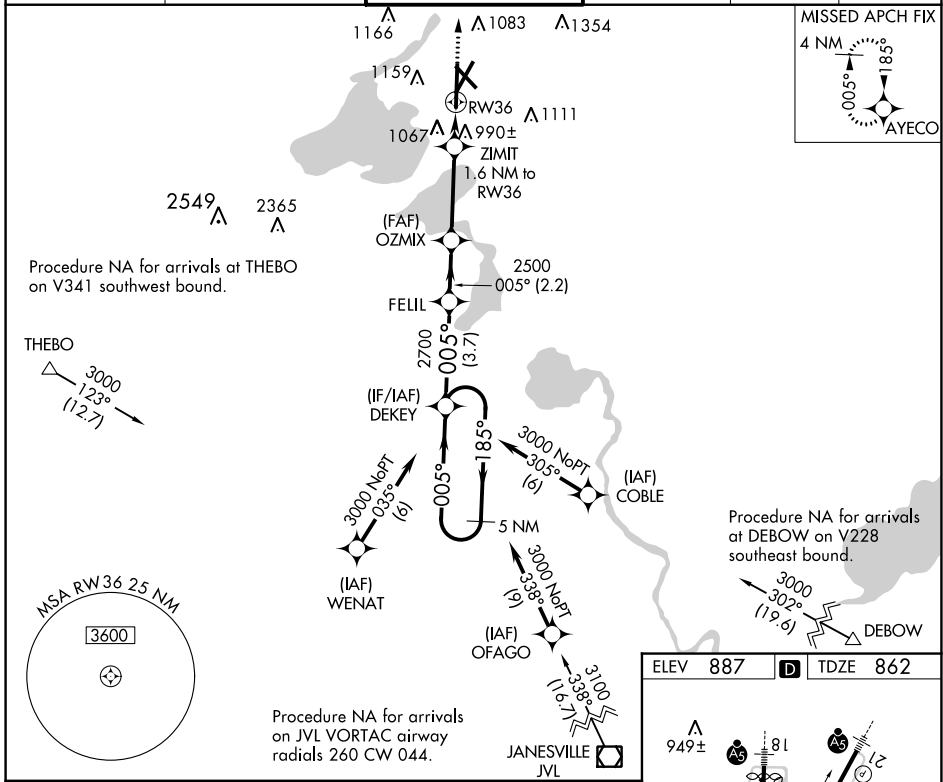 1166
1083
1354
MISSED APCH FIX
4 NM
005°
185°
AYECO
1159
RW36
1111
1067
990±
ZIMIT
1.6 NM to
RW36
2549
2365
(FAF)
OZMIX
Procedure NA for arrivals at THEBO
on V341 southwest bound.
2500
005° (2.2)
FELIL
THEBO
3000
123°
(12.7)
2700
005°
(3.7)
(IF/IAF)
DEKEY
005°
185°
5 NM
3000 NoPT
305°
(6)
(IAF)
COBLE
3000 NoPT
035°
(6)
(IAF)
WENAT
3000 NoPT
338°
(9)
(IAF)
OFAGO
Procedure NA for arrivals
at DEBOW on V228
southeast bound.
3000
302°
(19.6)
DEBOW
MSA RW36 25 NM
3600
3100
338°
(16.7)
Procedure NA for arrivals
on JVL VORTAC airway
radials 260 CW 044.
JANESVILLE
JVL
ELEV 887
D
TDZE 862
949±
A5
18
A5
21
P